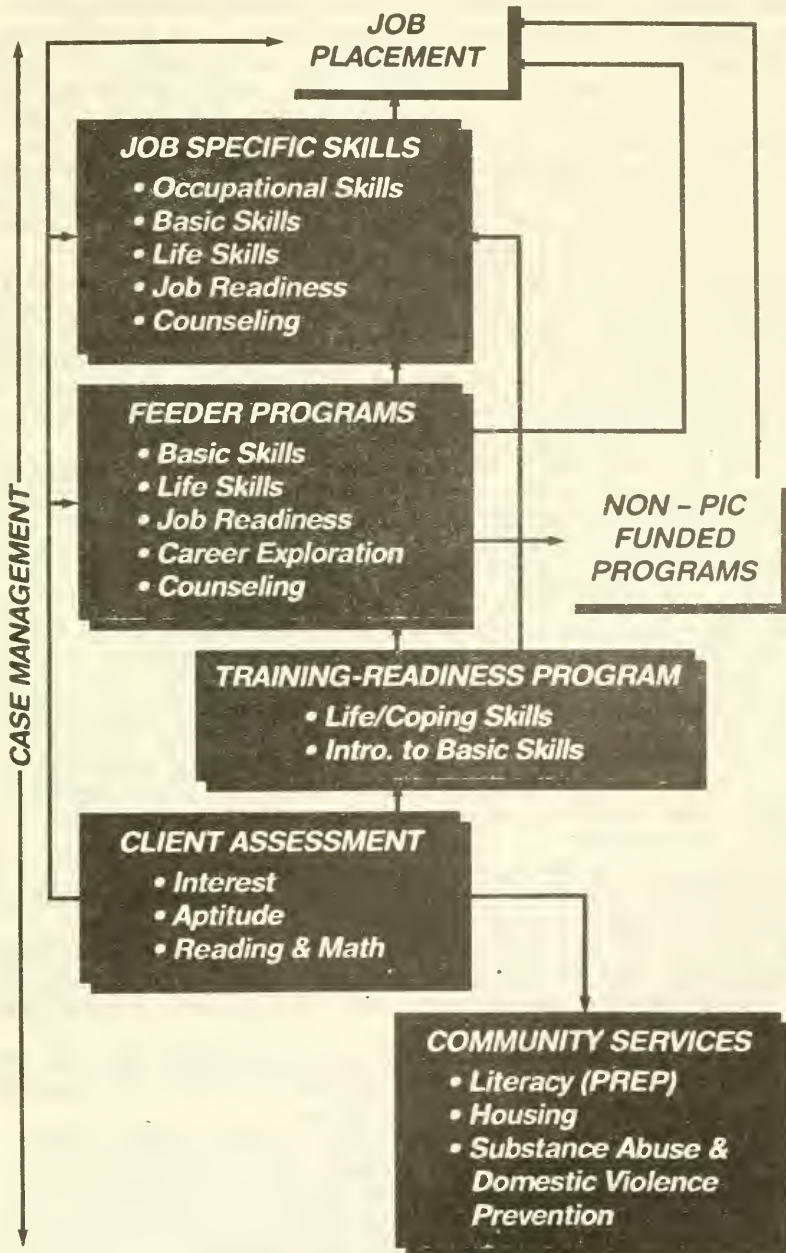 JOB
PLACEMENT
JOB SPECIFIC SKILLS
• Occupational Skills
• Basic Skills
• Life Skills
• Job Readiness
• Counseling
FEEDER PROGRAMS
• Basic Skills
• Life Skills
• Job Readiness
• Career Exploration
• Counseling
NON – PIC
FUNDED
PROGRAMS
CASE MANAGEMENT
TRAINING-READINESS PROGRAM
• Life/Coping Skills
• Intro. to Basic Skills
CLIENT ASSESSMENT
• Interest
• Aptitude
• Reading & Math
COMMUNITY SERVICES
• Literacy (PREP)
• Housing
• Substance Abuse &
Domestic Violence
Prevention